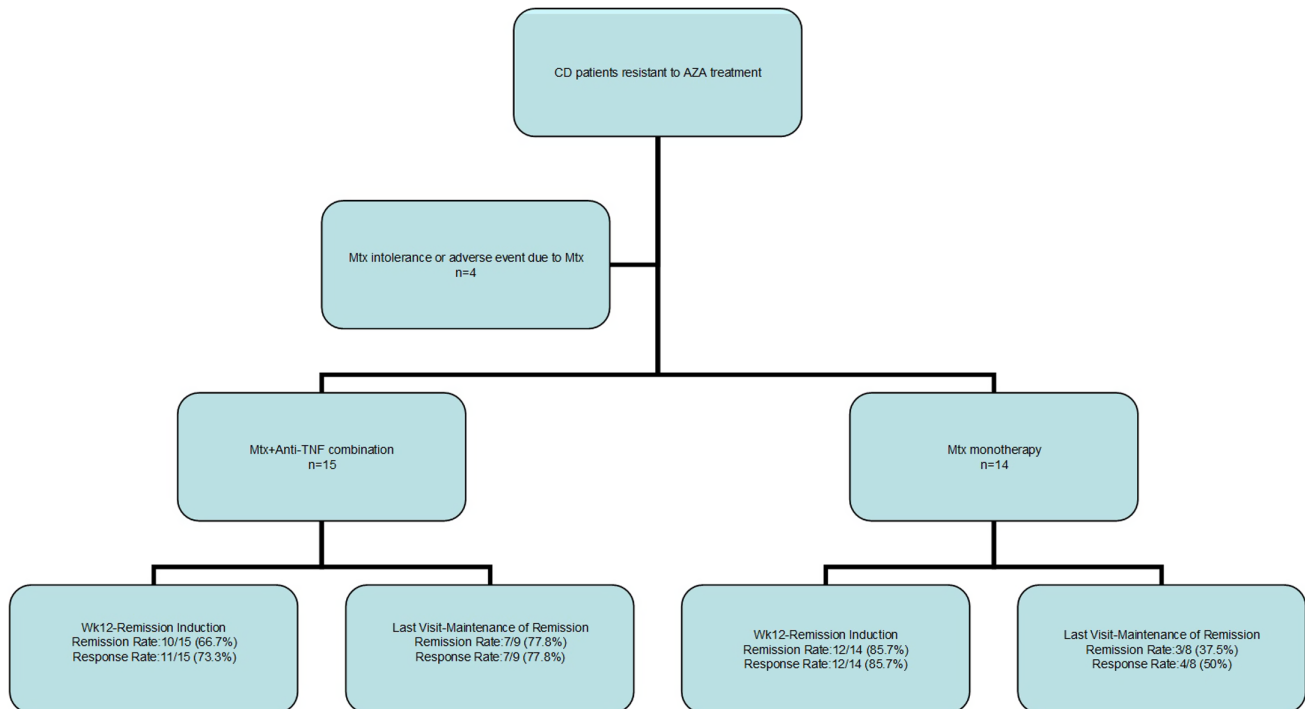 CD patients resistant to AZA treatment
Mtx intolerance or adverse event due to Mtx
n=4
Mtx+Anti-TNF combination
n=15
Mtx monotherapy
n=14
Wk12-Remission Induction
Remission Rate:10/15 (66.7%)
Response Rate:11/15 (73.3%)
Last Visit-Maintenance of Remission
Remission Rate:7/9 (77.8%)
Response Rate:7/9 (77.8%)
Wk12-Remission Induction
Remission Rate:12/14 (85.7%)
Response Rate:12/14 (85.7%)
Last Visit-Maintenance of Remission
Remission Rate:3/8 (37.5%)
Response Rate:4/8 (50%)